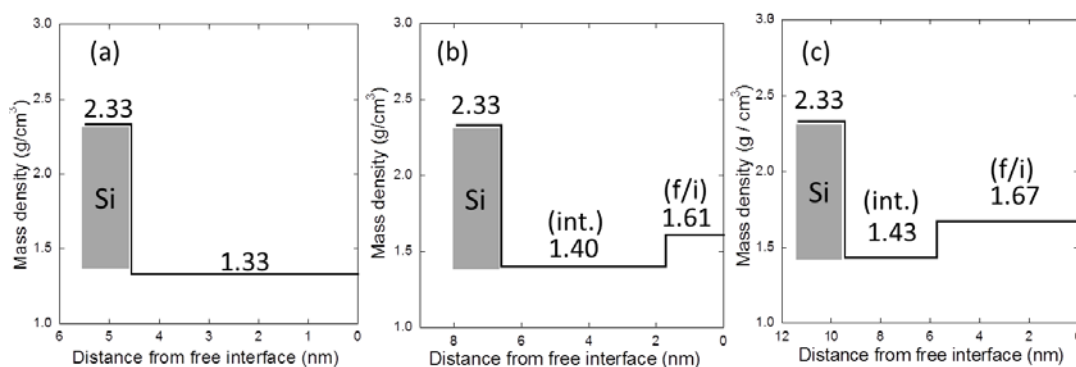 (a)
Mass density (g/cm³)
3.0
2.5
2.0
1.5
1.0
2.33
Si
1.33
6 5 4 3 2 1 0
Distance from free interface (nm)
(b)
Mass density (g/cm³)
3.0
2.5
2.0
1.5
1.0
2.33
Si
(int.)
1.40
(f/i)
1.61
8 6 4 2 0
Distance from free interface (nm)
(c)
Mass density (g / cm³)
3.0
2.5
2.0
1.5
1.0
2.33
Si
(int.)
1.43
(f/i)
1.67
12 10 8 6 4 2 0
Distance from free interface (nm)